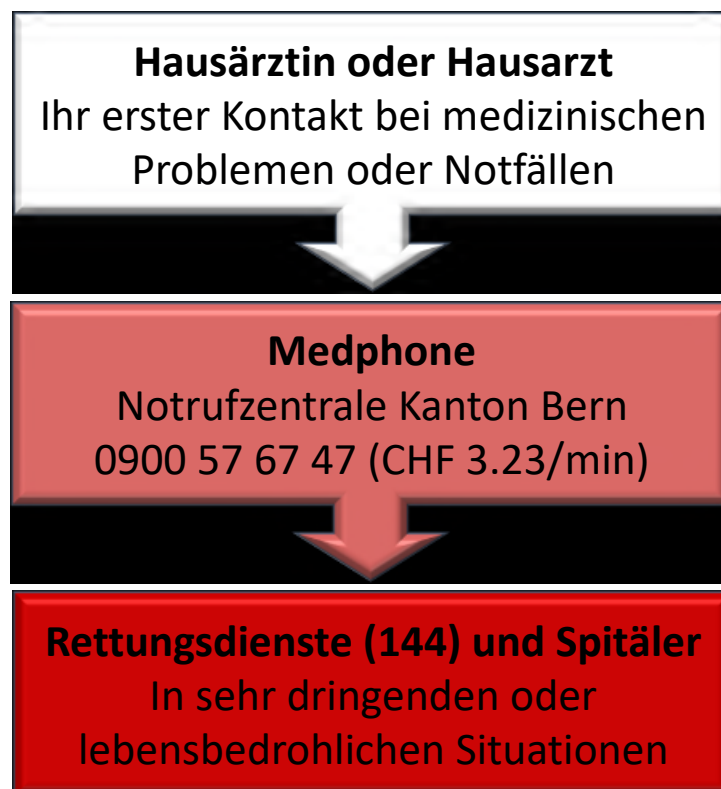 Hausärztin oder Hausarzt
Ihr erster Kontakt bei medizinischen
Problemen oder Notfällen
Medphone
Notrufzentrale Kanton Bern
0900 57 67 47 (CHF 3.23/min)
Rettungsdienste (144) und Spitäler
In sehr dringenden oder
lebensbedrohlichen Situationen